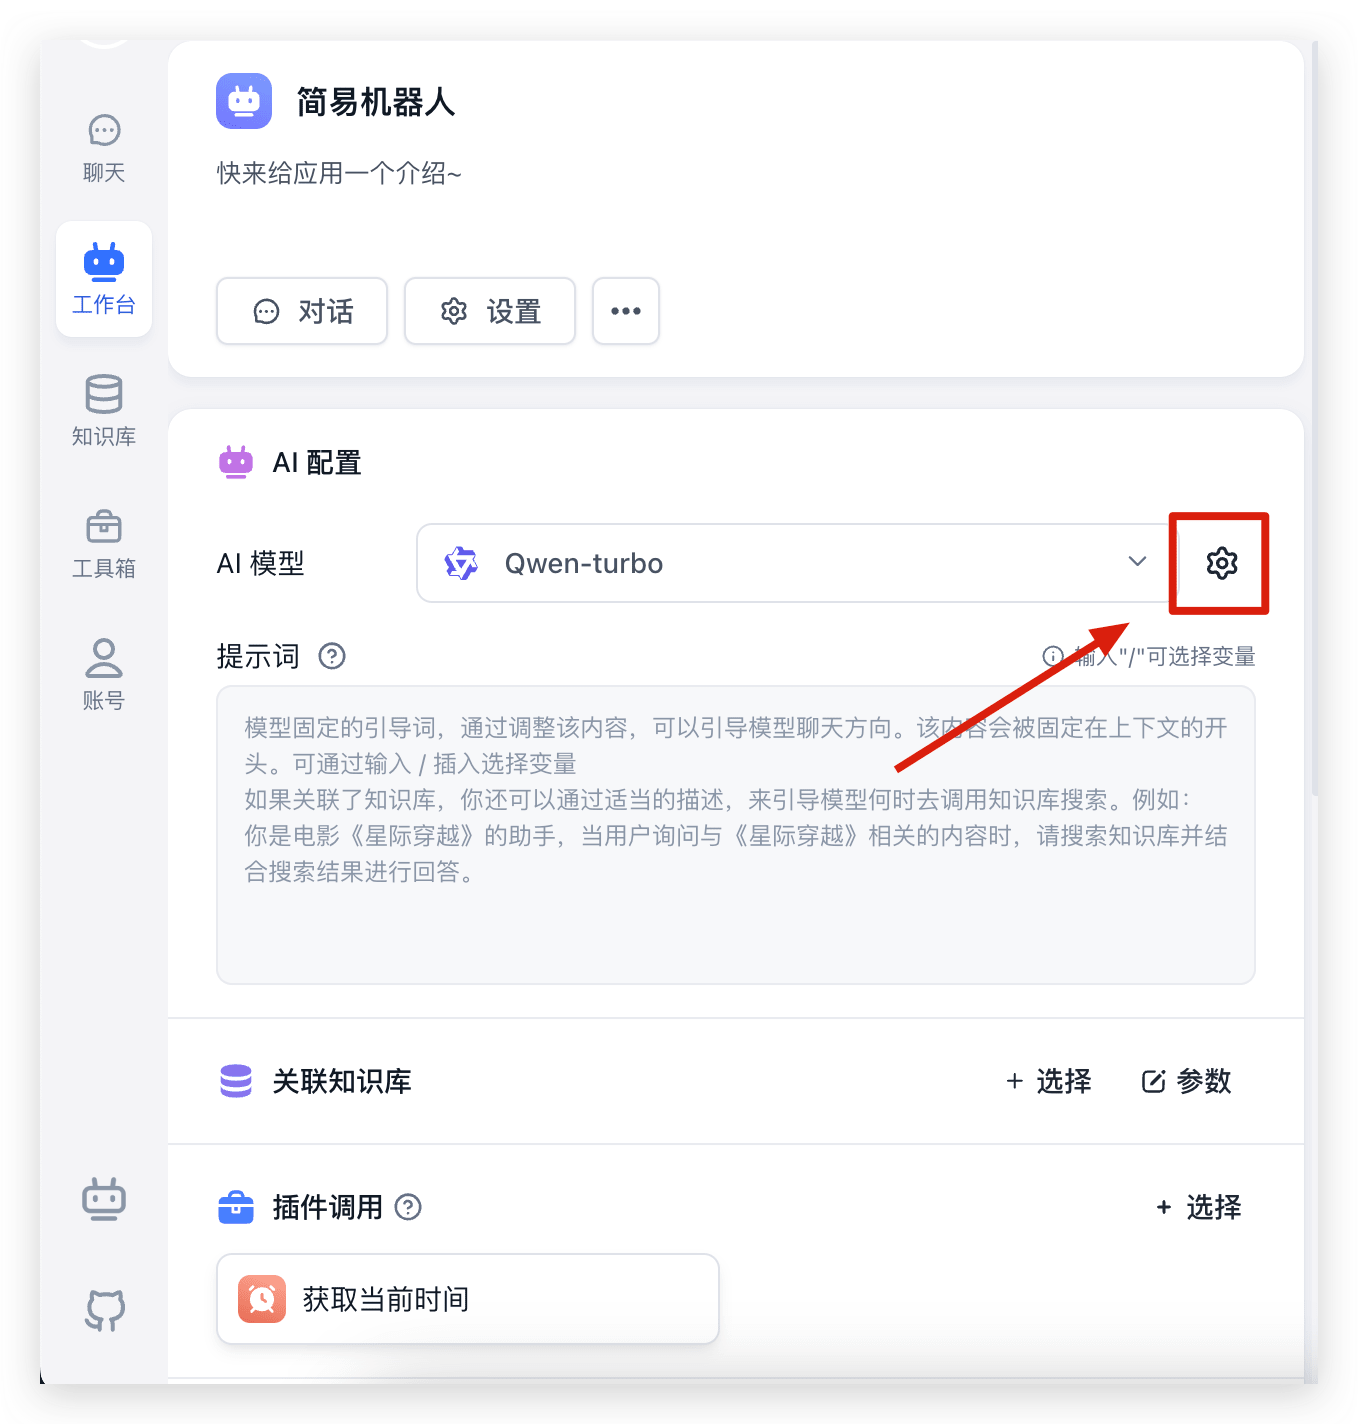 聊天
工作台
知识库
工具箱
账号
简易机器人
快来给应用一个介绍~
对话
设置
AI 配置
AI 模型
Qwen-turbo
提示词
输入"/"可选择变量
模型固定的引导词，通过调整该内容，可以引导模型聊天方向。该内容会被固定在上下文的开
头。可通过输入 / 插入选择变量
如果关联了知识库，你还可以通过适当的描述，来引导模型何时去调用知识库搜索。例如：
你是电影《星际穿越》的助手，当用户询问与《星际穿越》相关的内容时，请搜索知识库并结
合搜索结果进行回答。
关联知识库
+ 选择
参数
插件调用
+ 选择
获取当前时间